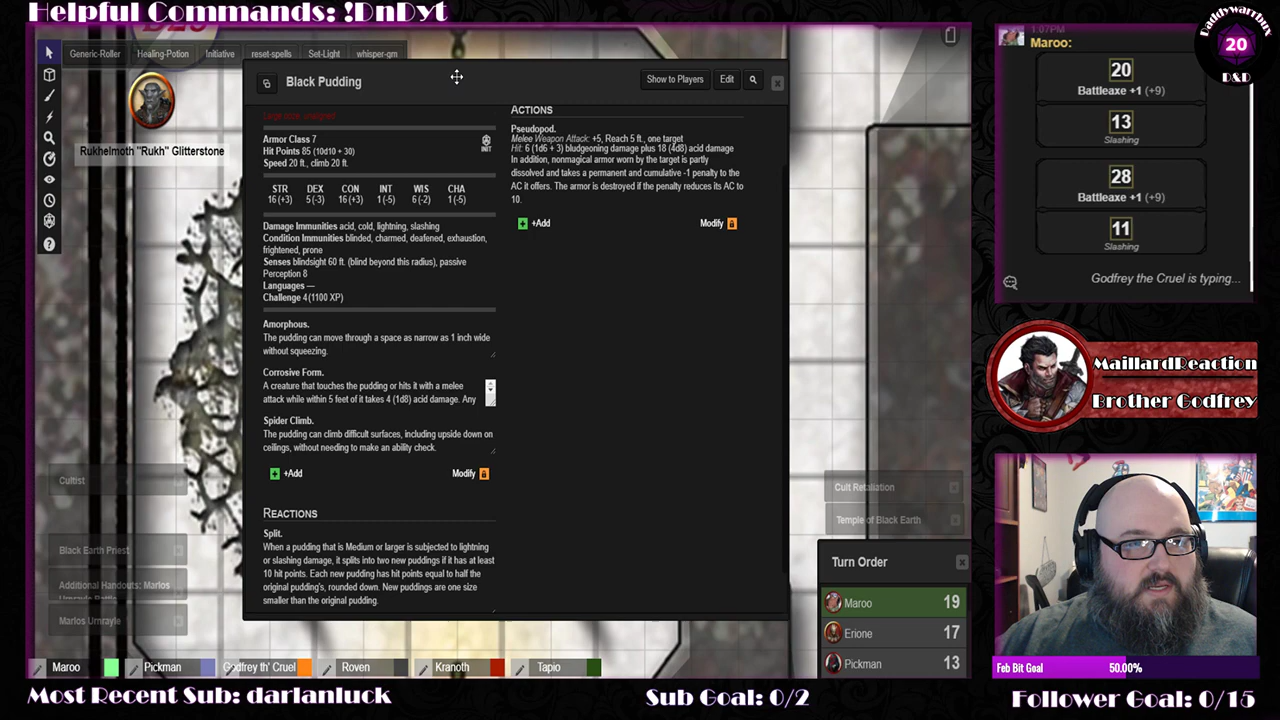 Helpful Commands: !DnDyt
Generic-Roller
Healing-Potion
Initiative
reset-spells
Set-Light
whisper-gm
Rukhelmoth "Rukh" Glitterstone
Black Pudding
Show to Players
Edit
Armor Class 7
Hit Points 85 (10d10 + 30)
Speed 20 ft., climb 20 ft.
INIT
STR DEX CON INT WIS CHA
16 (+3) 5 (-3) 16 (+3) 1 (-5) 6 (-2) 1 (-5)
Damage Immunities acid, cold, lightning, slashing
Condition Immunities blinded, charmed, deafened, exhaustion,
frightened, prone
Senses blindsight 60 ft. (blind beyond this radius), passive
Perception 8
Languages —
Challenge 4 (1100 XP)
Amorphous.
The pudding can move through a space as narrow as 1 inch wide
without squeezing.
Corrosive Form.
A creature that touches the pudding or hits it with a melee
attack while within 5 feet of it takes 4 (1d8) acid damage. Any
Spider Climb.
The pudding can climb difficult surfaces, including upside down on
ceilings, without needing to make an ability check.
+Add
Modify
REACTIONS
Split.
When a pudding that is Medium or larger is subjected to lightning
or slashing damage, it splits into two new puddings if it has at least
10 hit points. Each new pudding has hit points equal to half the
original pudding's, rounded down. New puddings are one size
smaller than the original pudding.
ACTIONS
Pseudopod.
Melee Weapon Attack: +5, Reach 5 ft., one target
Hit: 6 (1d6 + 3) bludgeoning damage plus 18 (4d8) acid damage
In addition, nonmagical armor worn by the target is partly
dissolved and takes a permanent and cumulative -1 penalty to the
AC it offers. The armor is destroyed if the penalty reduces its AC to
10.
+Add
Modify
Cultist
Black Earth Priest
Additional Handouts: Marlos
Marlos Urnrayle
Cult Retaliation
Temple of Black Earth
Turn Order
Maroo 19
Erione 17
Pickman 13
Maroo
Pickman
Godfrey th' Cruel
Roven
Kranoth
Tapio
1:07PM
Maroo:
20
Battleaxe +1 (+9)
13
Slashing
28
Battleaxe +1 (+9)
11
Slashing
Godfrey the Cruel is typing...
Daddywarrbux
20
D&D
MaillardReaction
Brother Godfrey
Feb Bit Goal
50.00%
Most Recent Sub: darlanluck
Sub Goal: 0/2
Follower Goal: 0/15